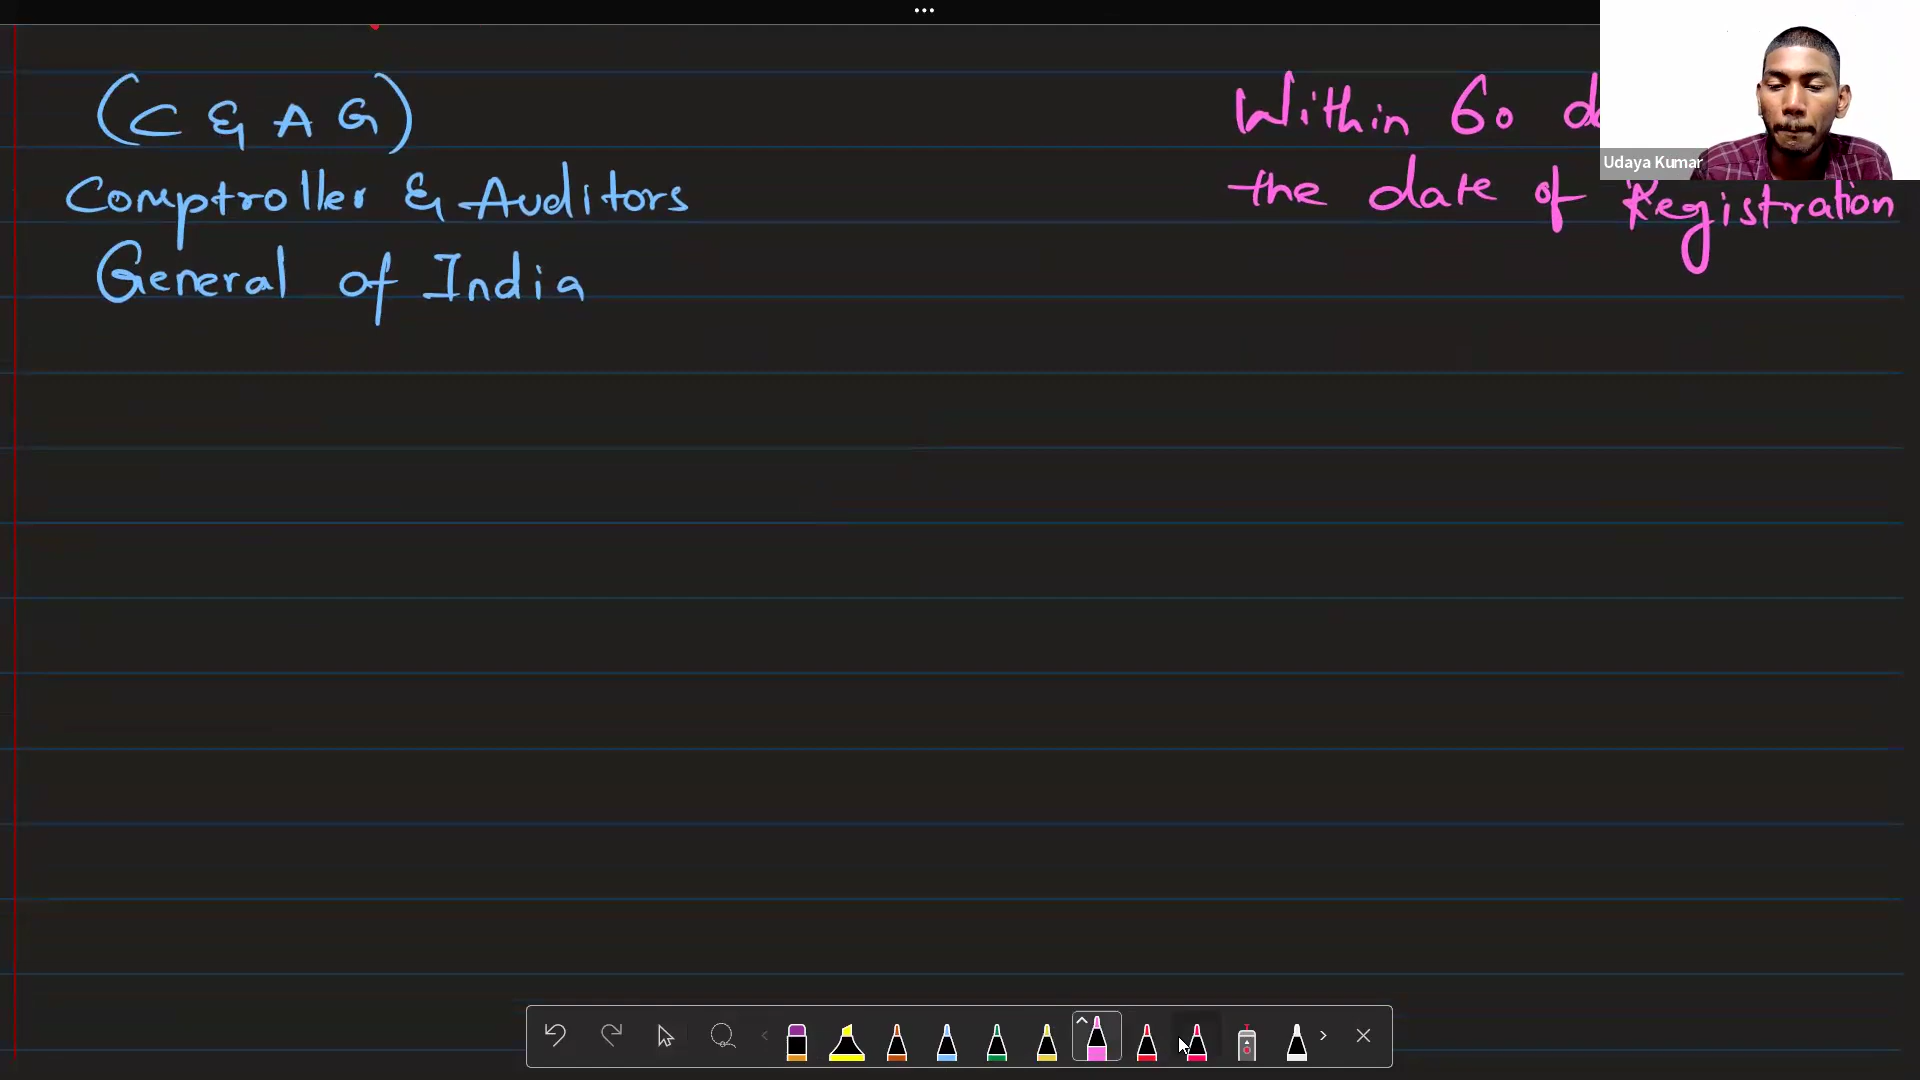 (C & A G)
Comptroller & Auditors
General of India
Within 60
the date of Registration
Udaya Kumar